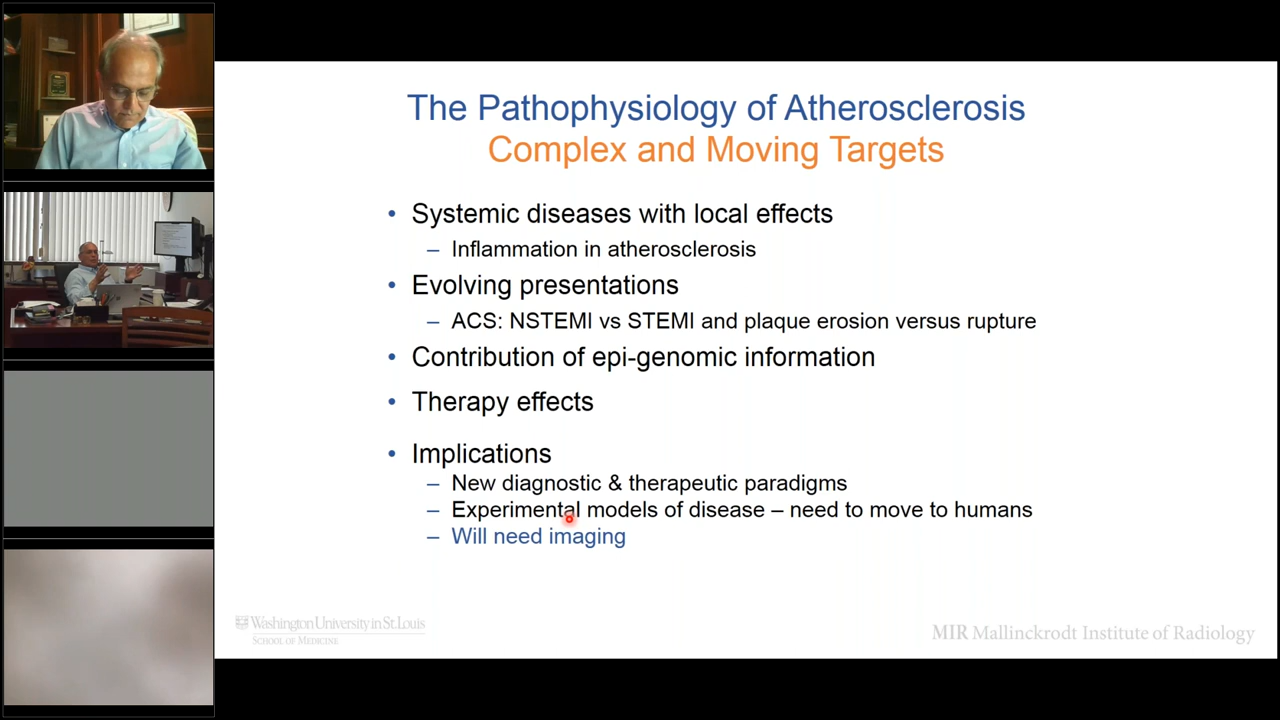 The Pathophysiology of Atherosclerosis
Complex and Moving Targets
• Systemic diseases with local effects
– Inflammation in atherosclerosis
• Evolving presentations
– ACS: NSTEMI vs STEMI and plaque erosion versus rupture
• Contribution of epi-genomic information
• Therapy effects
• Implications
– New diagnostic & therapeutic paradigms
– Experimental models of disease – need to move to humans
– Will need imaging
Washington University in St. Louis
SCHOOL OF MEDICINE
MIR Mallinckrodt Institute of Radiology